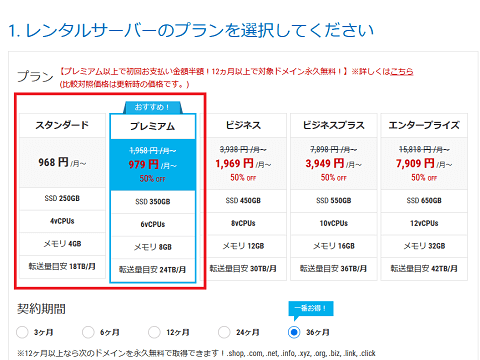 1. レンタルサーバーのプランを選択してください
プラン
【プレミアム以上で初回お支払い金額半額！12ヵ月以上で対象ドメイン永久無料！】※詳しくはこちら
(比較対照価格は更新時の価格です。)
おすすめ！
スタンダード プレミアム ビジネス ビジネスプラス エンタープライズ
1,958 円 /月～ 3,938 円 /月～ 7,898 円 /月～ 15,818 円 /月～
968 円 /月～ 979 円 /月～ 1,969 円 /月～ 3,949 円 /月～ 7,909 円 /月～
50% OFF 50% OFF 50% OFF 50% OFF
SSD 250GB SSD 350GB SSD 450GB SSD 550GB SSD 650GB
4vCPUs 6vCPUs 8vCPUs 10vCPUs 12vCPUs
メモリ 4GB メモリ 8GB メモリ 12GB メモリ 16GB メモリ 32GB
転送量目安 18TB/月 転送量目安 24TB/月 転送量目安 30TB/月 転送量目安 36TB/月 転送量目安 42TB/月
契約期間
一番お得！
3ヶ月 6ヶ月 12ヶ月 24ヶ月 36ヶ月
※12ヶ月以上なら次のドメインを永久無料で取得できます！.shop, .com, .net, .info, .xyz, .org, .biz, .link, .click